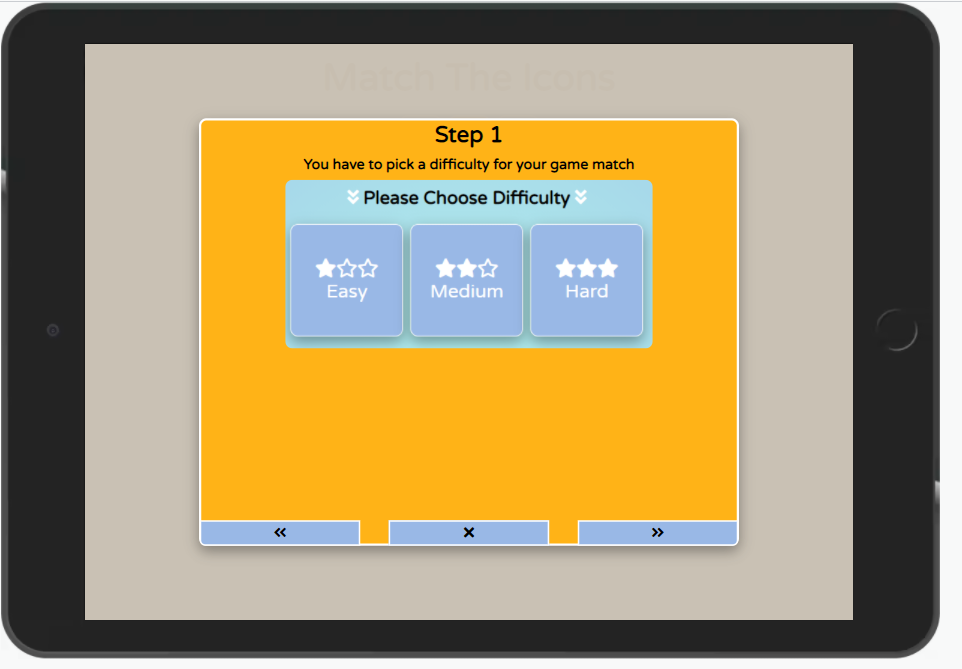 Match The Icons
Step 1
You have to pick a difficulty for your game match
Please Choose Difficulty
Easy
Medium
Hard